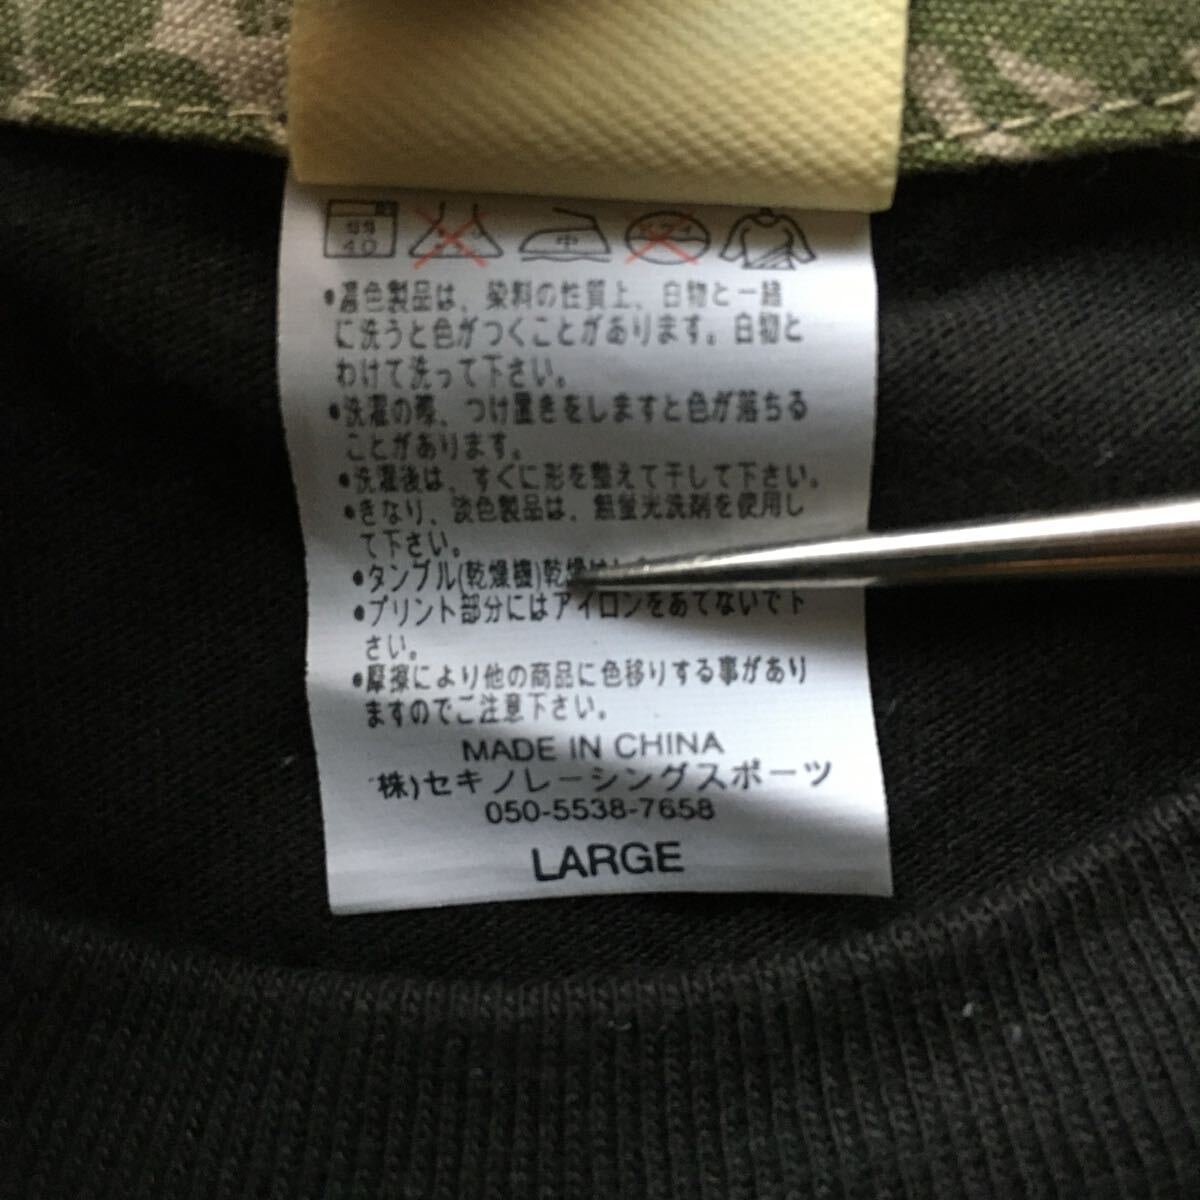 40
中
●濃色製品は、染料の性質上、白物と一緒
に洗うと色がつくことがあります。白物と
わけて洗って下さい。
●洗濯の際、つけ置きをしますと色が落ちる
ことがあります。
●洗濯後は、すぐに形を整えて干して下さい。
●きなり、淡色製品は、無蛍光洗剤を使用し
て下さい。
●タンブル(乾燥機)乾燥は
●プリント部分にはアイロンをあてないで下
さい。
●摩擦により他の商品に色移りする事があり
ますのでご注意下さい。
MADE IN CHINA
株)セキノレーシングスポーツ
050-5538-7658
LARGE